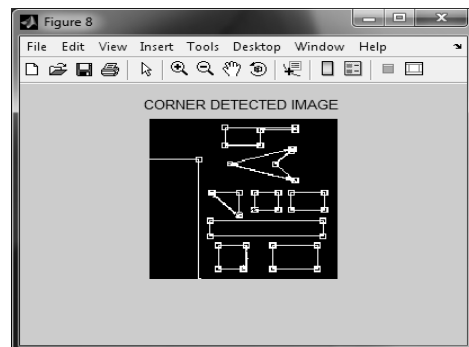 Figure 8
File Edit View Insert Tools Desktop Window Help
CORNER DETECTED IMAGE